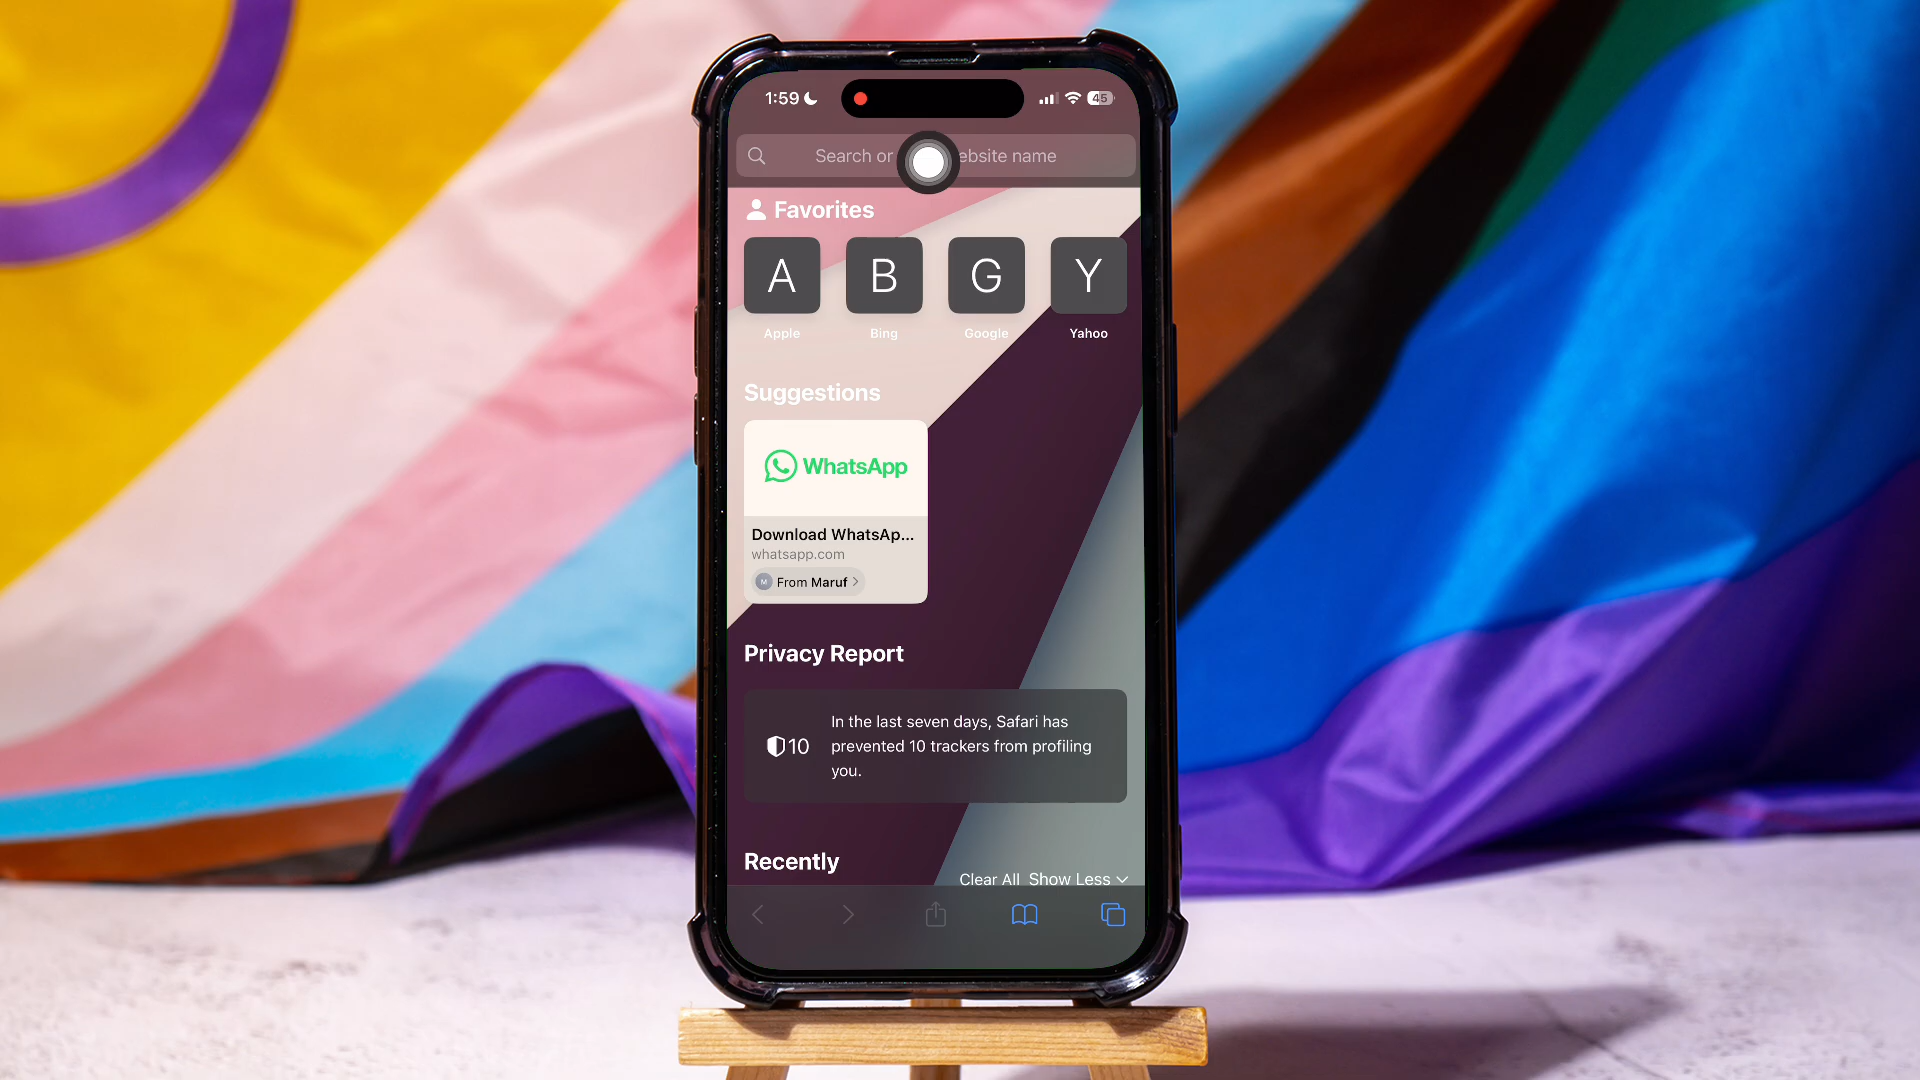 1:59
45
Search or
ebsite name
Favorites
A
B
G
Y
Apple
Bing
Google
Yahoo
Suggestions
WhatsApp
Download WhatsAp...
whatsapp.com
M
From Maruf
Privacy Report
10
In the last seven days, Safari has
prevented 10 trackers from profiling
you.
Recently
Clear All
Show Less